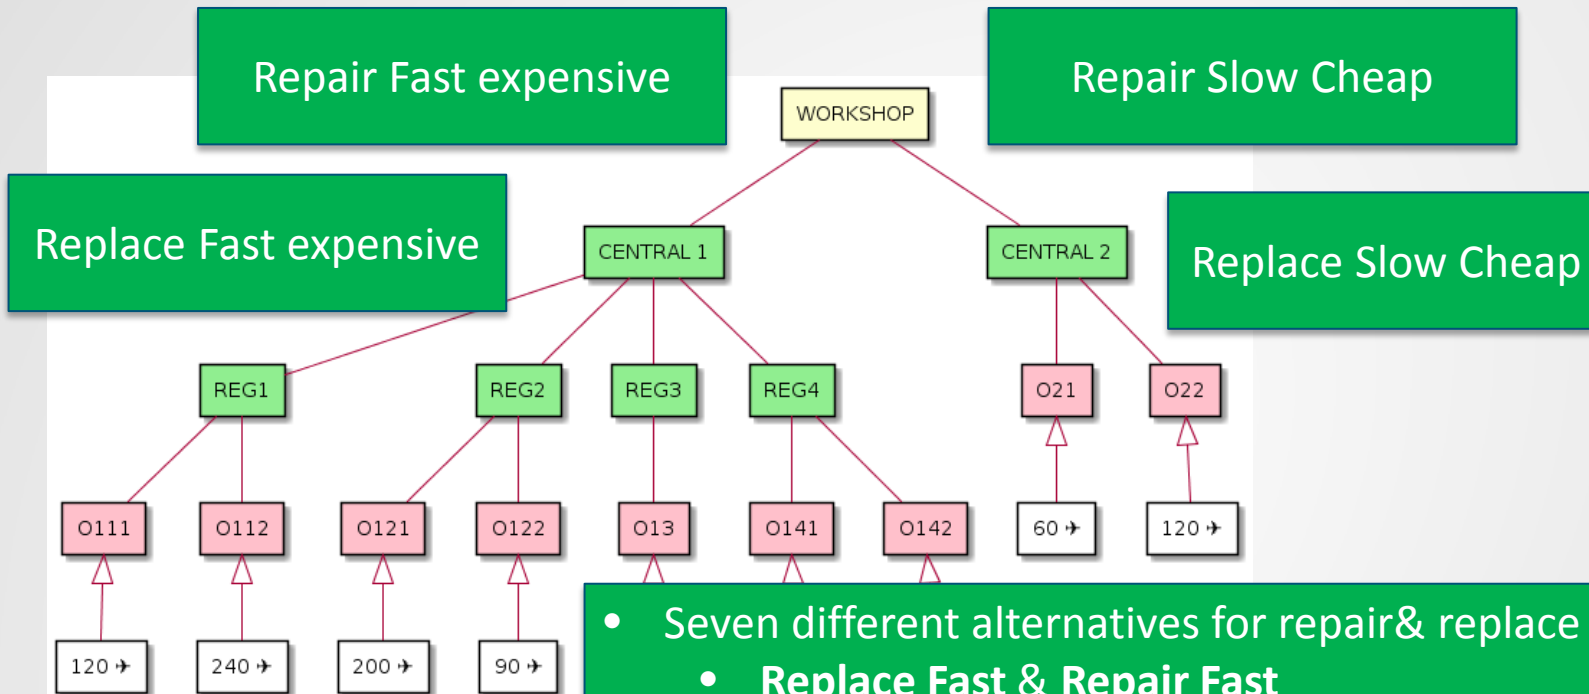 Repair Fast expensive
Repair Slow Cheap
WORKSHOP
Replace Fast expensive
CENTRAL 1
CENTRAL 2
Replace Slow Cheap
REG1
REG2
REG3
REG4
O21
O22
O111
O112
O121
O122
O13
O141
O142
60 ✈
120 ✈
• Seven different alternatives for repair& replace
120 ✈
240 ✈
200 ✈
90 ✈
• Replace Fast & Repair Fast